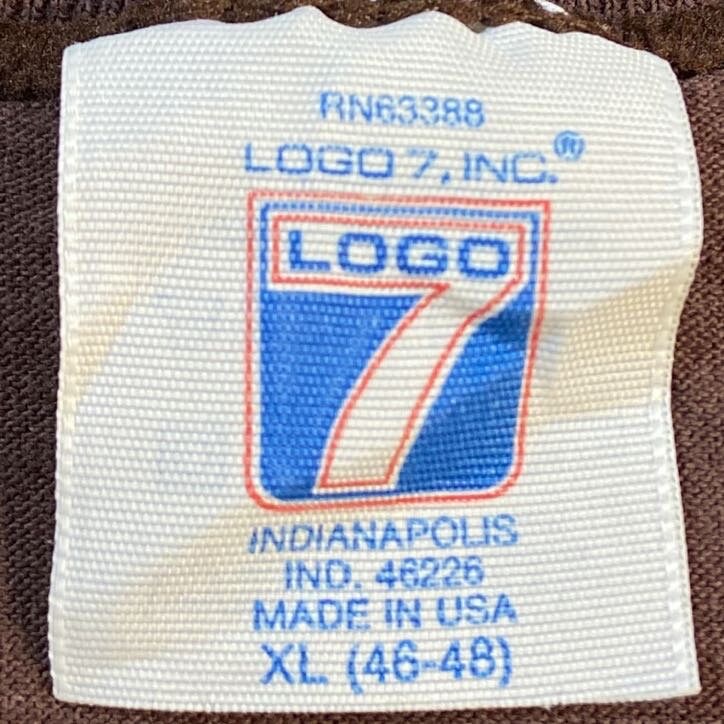 RN63388
LOGO 7, INC.®
LOGO
7
INDIANAPOLIS
IND. 46226
MADE IN USA
XL (46-48)